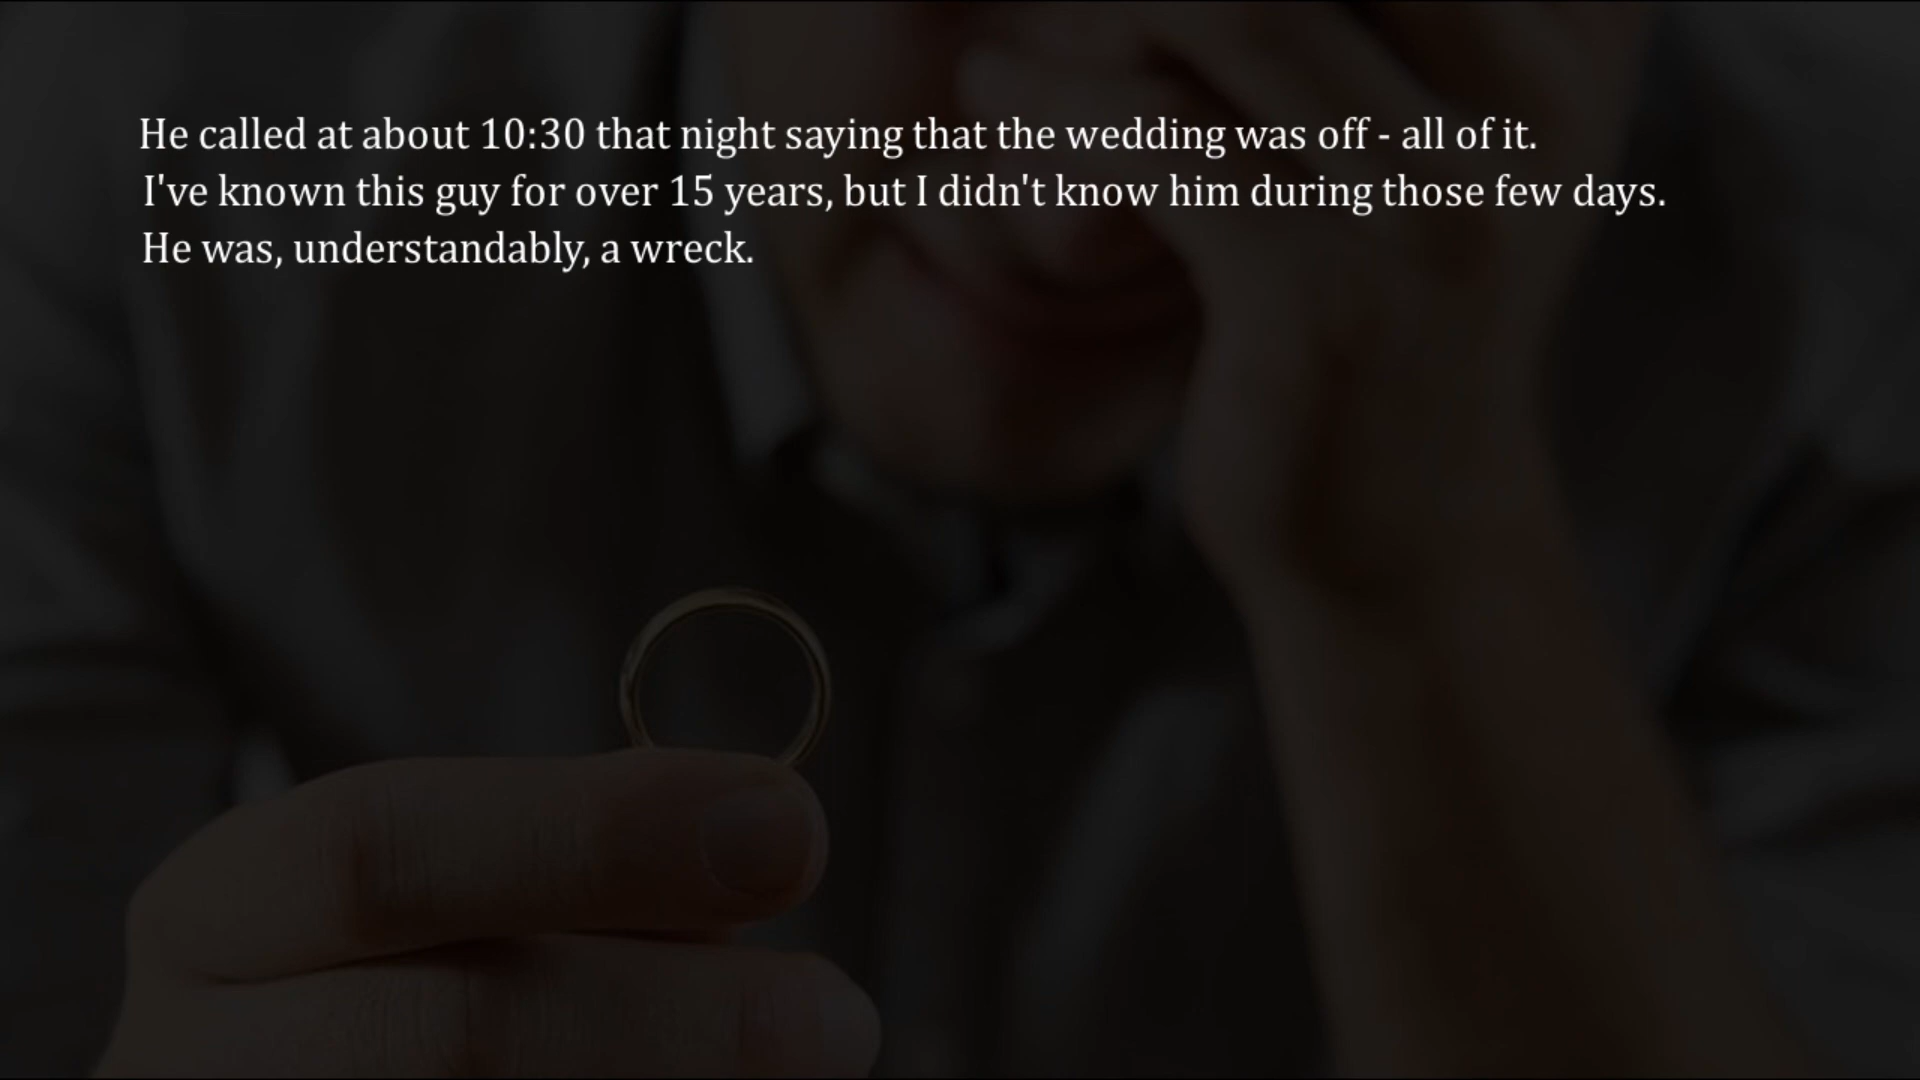 He called at about 10:30 that night saying that the wedding was off - all of it.
I've known this guy for over 15 years, but I didn't know him during those few days.
He was, understandably, a wreck.